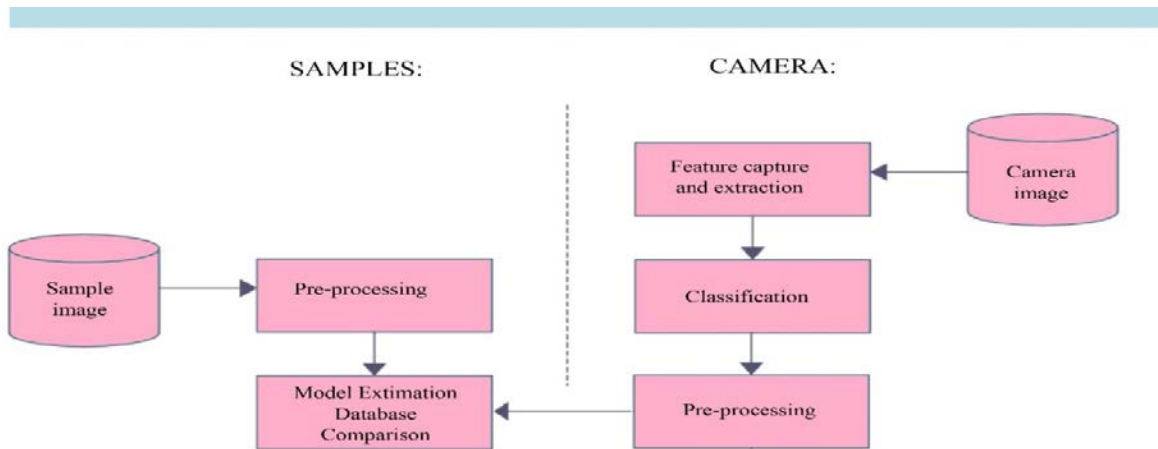 SAMPLES:
CAMERA:
Feature capture
and extraction
Camera
image
Sample
image
Pre-processing
Classification
Model Extimation
Database
Comparison
Pre-processing